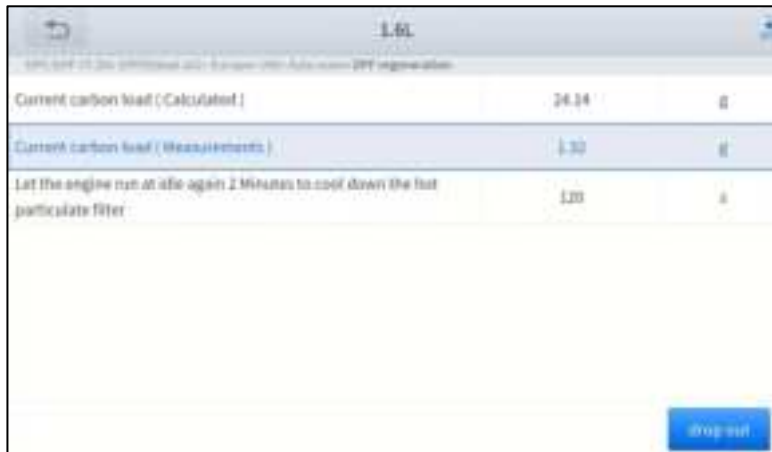 1.6L
DPF regeneration
Current carbon load ( Calculated )
24.14
g
Current carbon load ( Measurements )
g
Let the engine run at idle again 2 Minutes to cool down the hot
particulate filter
120
s
drop out